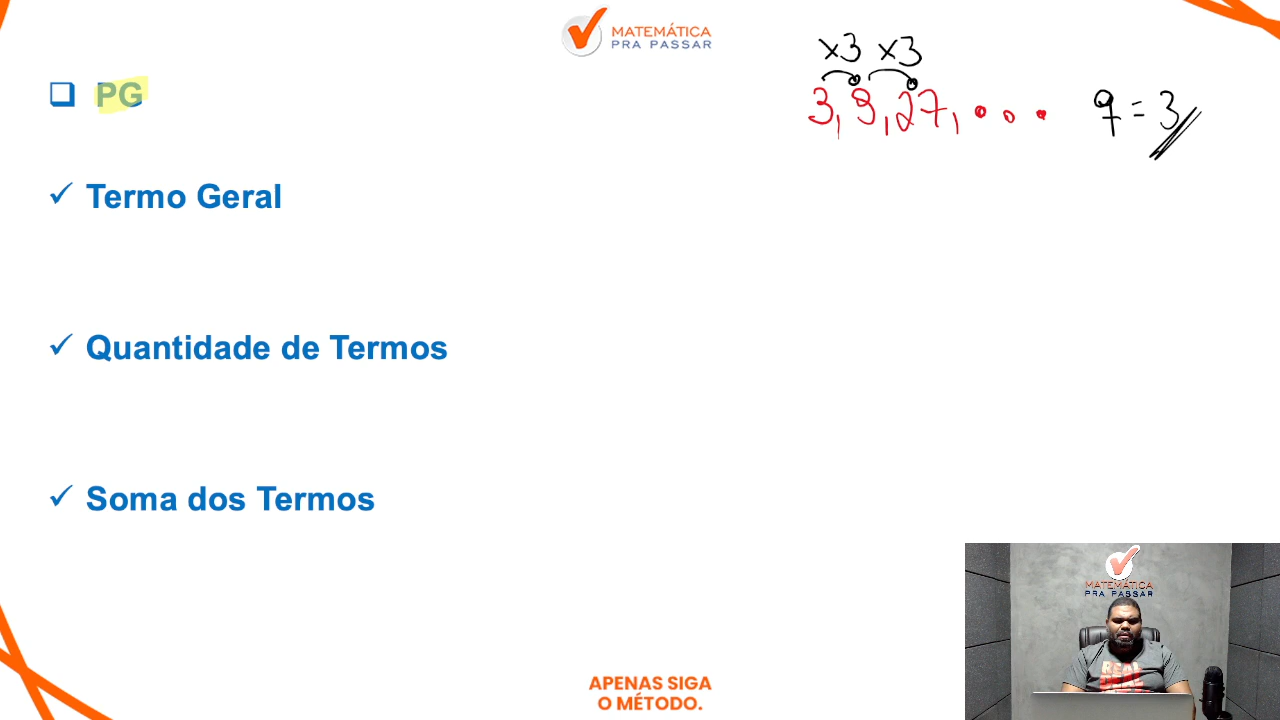 MATEMÁTICA
PRA PASSAR
×3 ×3
PG
3, 9, 27, . . . q = 3
Termo Geral
Quantidade de Termos
Soma dos Termos
MATEMÁTICA
PRA PASSAR
REAL
APENAS SIGA
O MÉTODO.